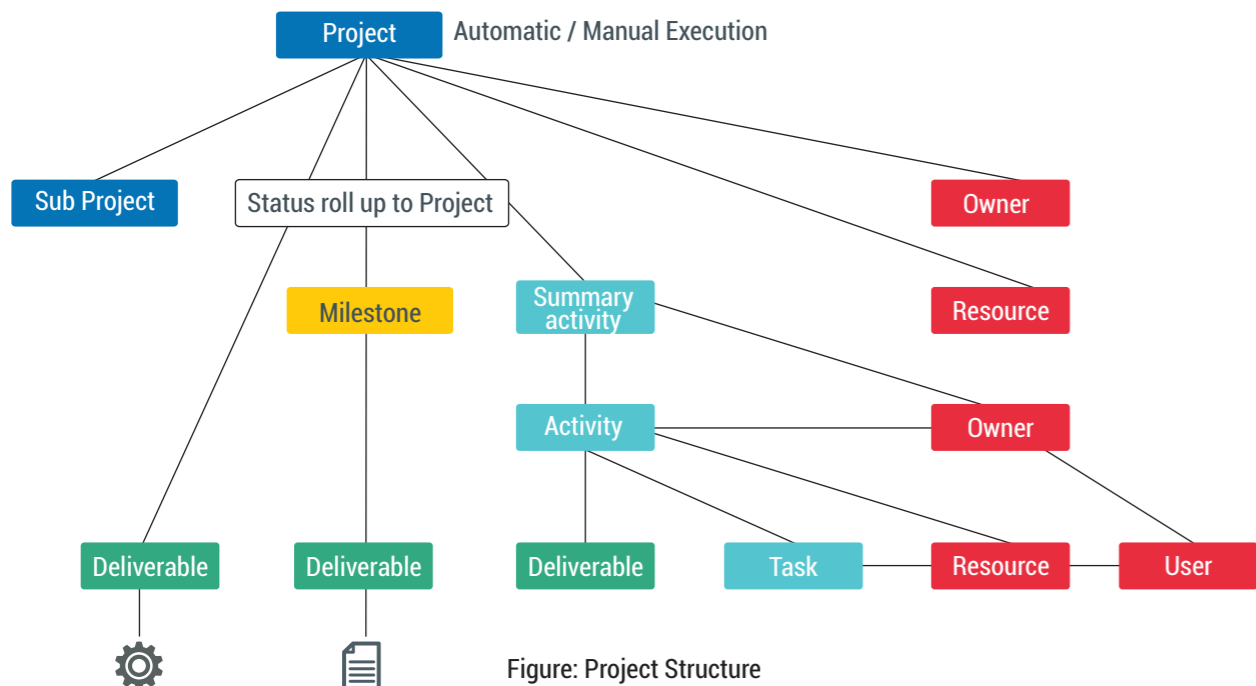 Project
Automatic / Manual Execution
Sub Project
Status roll up to Project
Owner
Milestone
Summary
activity
Resource
Activity
Owner
Deliverable
Deliverable
Deliverable
Task
Resource
User
Figure: Project Structure